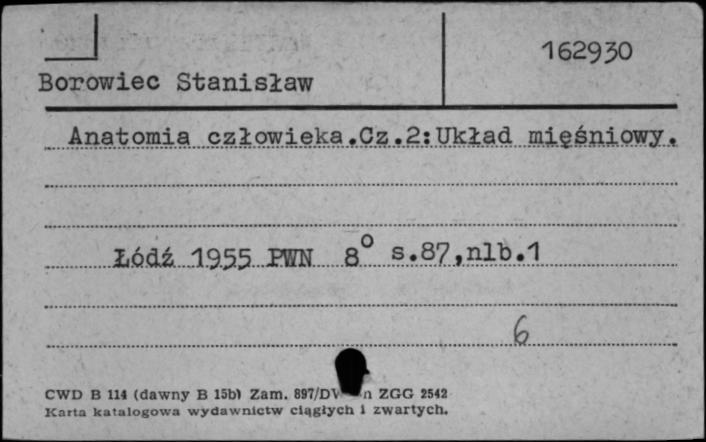 162930
Borowiec Stanisław
Anatomia człowieka.Cz.2:Układ mięśniowy.
Łódź 1955 PWN 8° s.87,nlb.1
6
CWD B 114 (dawny B 15b) Zam. 897/DW n ZGG 2542
Karta katalogowa wydawnictw ciągłych i zwartych.